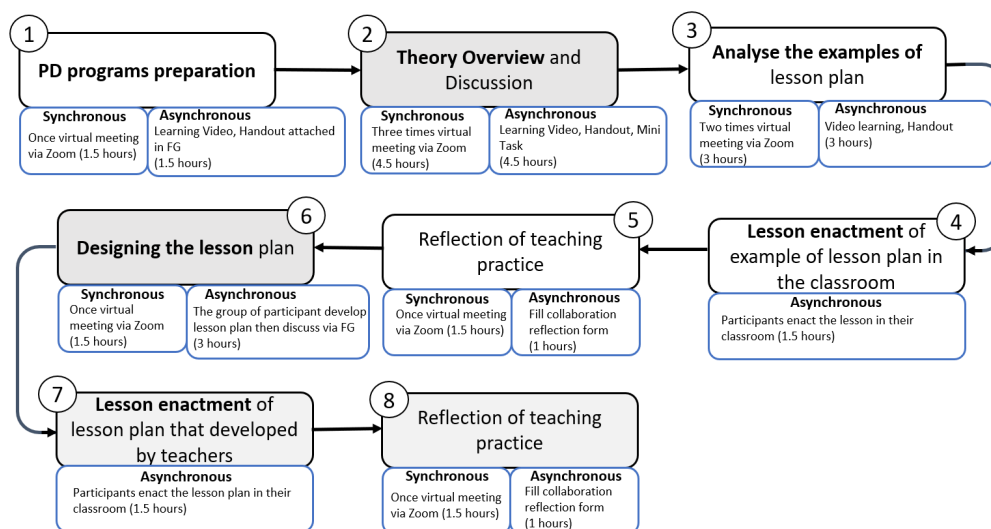 1
PD programs preparation
Synchronous
Once virtual meeting
via Zoom (1.5 hours)
Asynchronous
Learning Video, Handout attached
in FG
(1.5 hours)
2
Theory Overview and
Discussion
Synchronous
Three times virtual
meeting via Zoom
(4.5 hours)
Asynchronous
Learning Video, Handout, Mini
Task
(4.5 hours)
3
Analyse the examples of
lesson plan
Synchronous
Two times virtual
meeting via Zoom
(3 hours)
Asynchronous
Video learning, Handout
(3 hours)
4
Lesson enactment of
example of lesson plan in
the classroom
Asynchronous
Participants enact the lesson in their
classroom (1.5 hours)
5
Reflection of teaching
practice
Synchronous
Once virtual meeting
via Zoom (1.5 hours)
Asynchronous
Fill collaboration
reflection form
(1 hours)
6
Designing the lesson plan
Synchronous
Once virtual
meeting via Zoom
(1.5 hours)
Asynchronous
The group of participant develop
lesson plan then discuss via FG
(3 hours)
7
Lesson enactment of
lesson plan that developed
by teachers
Asynchronous
Participants enact the lesson plan in their
classroom (1.5 hours)
8
Reflection of teaching
practice
Synchronous
Once virtual meeting
via Zoom (1.5 hours)
Asynchronous
Fill collaboration
reflection form
(1 hours)